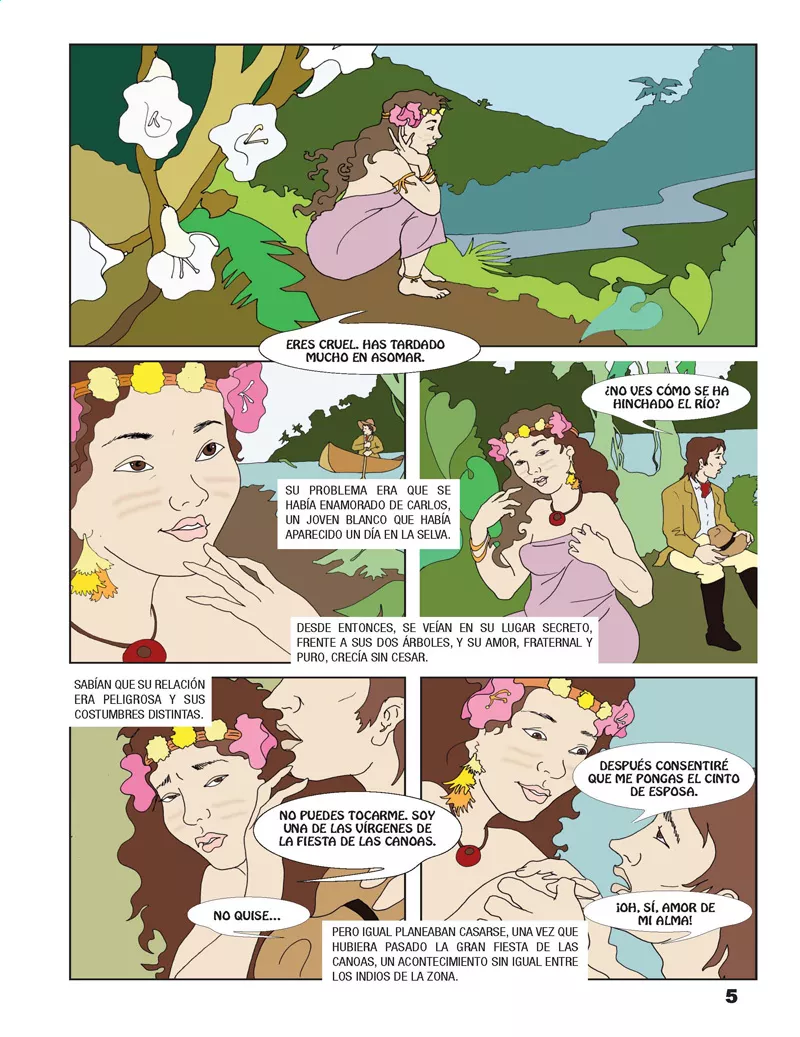 ERES CRUEL. HAS TARDADO
MUCHO EN ASOMAR.
¿NO VES CÓMO SE HA
HINCHADO EL RÍO?
SU PROBLEMA ERA QUE SE
HABÍA ENAMORADO DE CARLOS,
UN JOVEN BLANCO QUE HABÍA
APARECIDO UN DÍA EN LA SELVA.
DESDE ENTONCES, SE VEÍAN EN SU LUGAR SECRETO,
FRENTE A SUS DOS ÁRBOLES, Y SU AMOR, FRATERNAL Y
PURO, CRECÍA SIN CESAR.
SABÍAN QUE SU RELACIÓN
ERA PELIGROSA Y SUS
COSTUMBRES DISTINTAS.
NO PUEDES TOCARME. SOY
UNA DE LAS VÍRGENES DE
LA FIESTA DE LAS CANOAS.
NO QUISE...
DESPUÉS CONSENTIRÉ
QUE ME PONGAS EL CINTO
DE ESPOSA.
¡OH, SÍ, AMOR DE
MI ALMA!
PERO IGUAL PLANEABAN CASARSE, UNA VEZ QUE
HUBIERA PASADO LA GRAN FIESTA DE LAS
CANOAS, UN ACONTECIMIENTO SIN IGUAL ENTRE
LOS INDIOS DE LA ZONA.
5